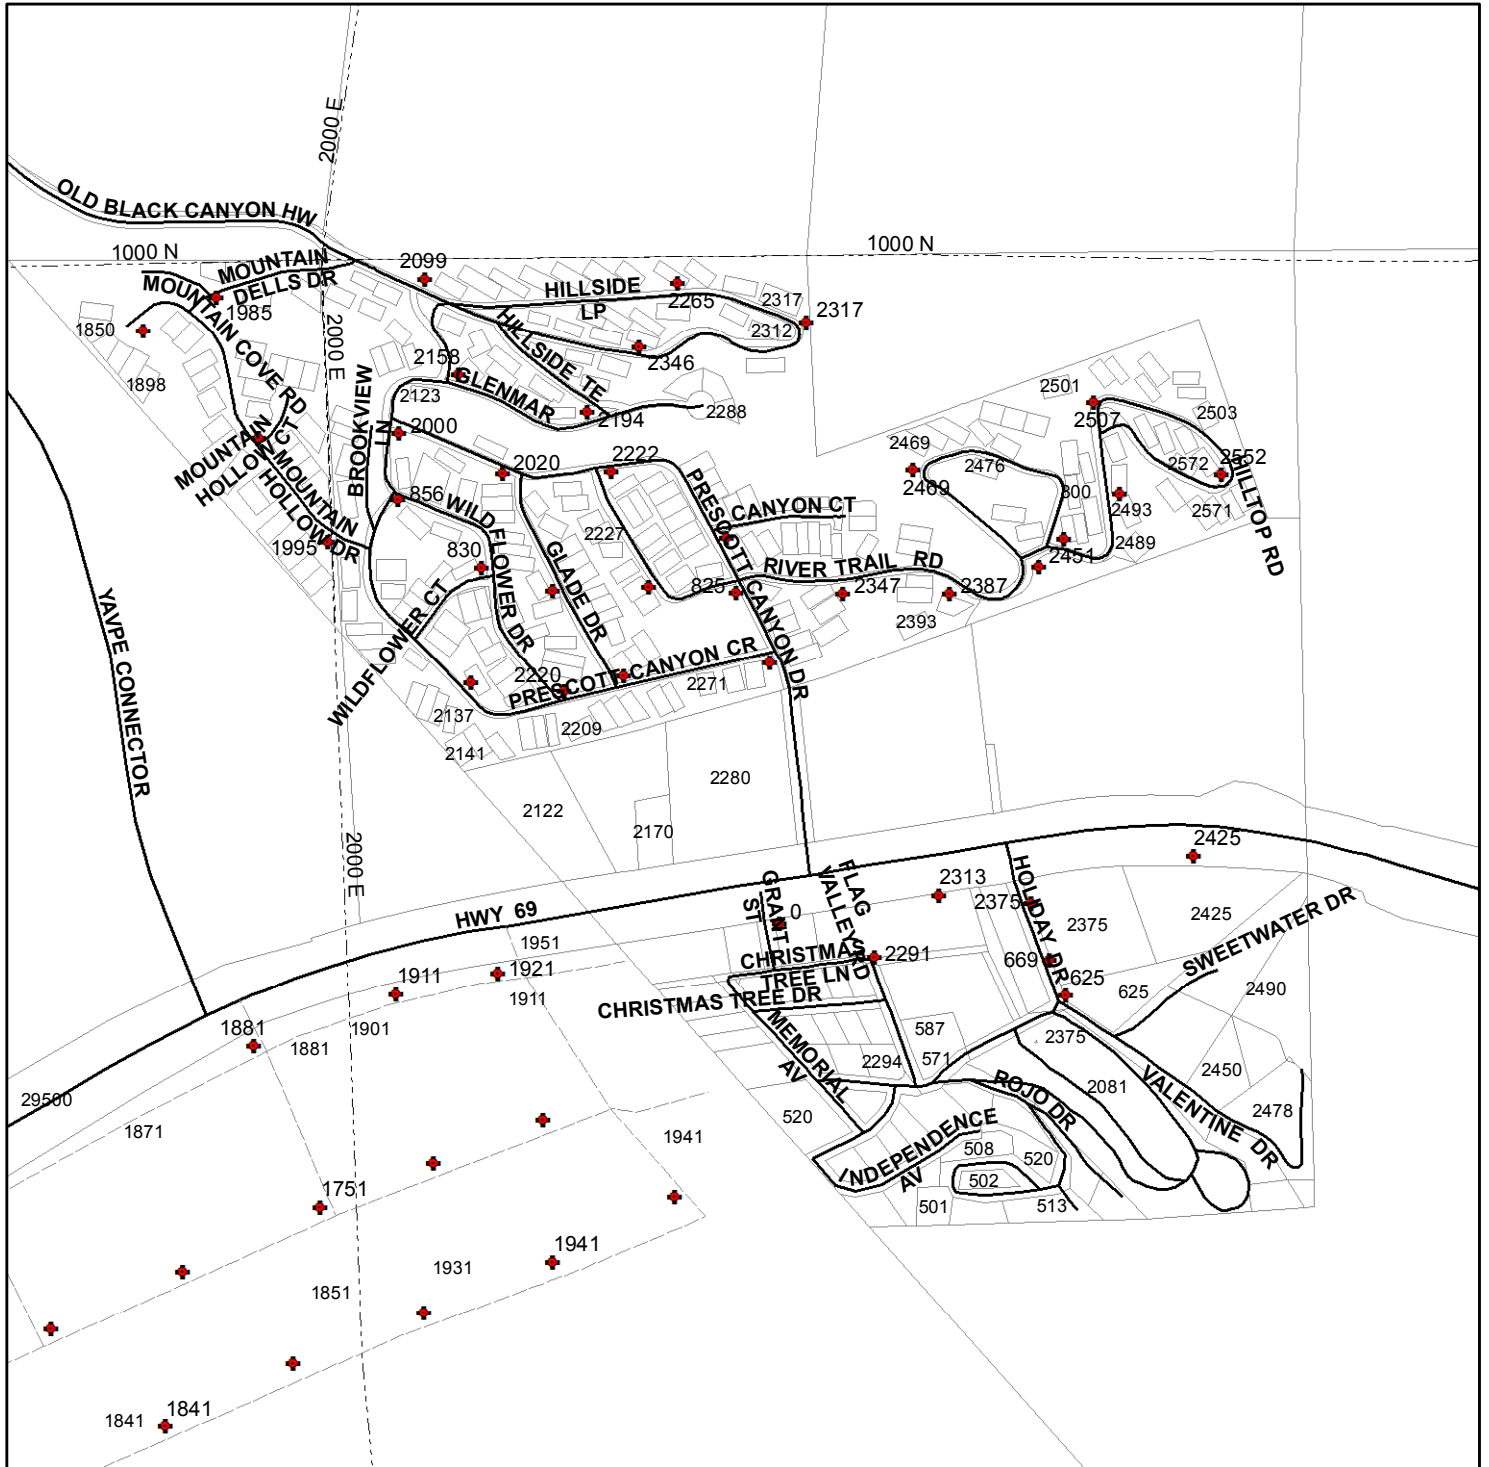 2000 E
OLD BLACK CANYON HW
1000 N
1000 N
MOUNTAIN
DELLS DR
2099
HILLSIDE
LP
2265
2317
2317
2312
MOUNTAIN COVE RD
1985
1850
1898
2000 E
HILLSIDE TE
2346
2158
GLENMAR
2123
2194
2288
2501
2507
2503
BROOKVIEW
LN
2000
MOUNTAIN
HOLLOW CT
MOUNTAIN
HOLLOW DR
2020
2222
2469
2469
2476
2572
2552
HILLTOP RD
856
WILD FLOWER DR
PRESCOTT CANYON DR
CANYON CT
800
2493
2571
2489
1995
2227
830
GLADE DR
825
RIVER TRAIL RD
2347
2387
2451
2393
YAVPE CONNECTOR
WILDFLOWER CT
2220
PRESCOTT CANYON CR
2271
2137
2209
2141
2280
2122
2170
2000 E
HWY 69
FLAG
VALLEY RD
GRANT
ST
0
2313
HOLIDAY DR
2375
2375
2425
2425
SWEETWATER DR
1951
1911
1921
1911
CHRISTMAS
TREE LN
2291
669
625
625
2490
CHRISTMAS TREE DR
1881
1881
1901
MEMORIAL
AV
587
571
2375
2294
2450
29500
1871
ROJO DR
2081
VALENTINE DR
2478
520
1941
INDEPENDENCE
AV
508
520
502
501
513
1751
1941
1931
1851
1841
1841